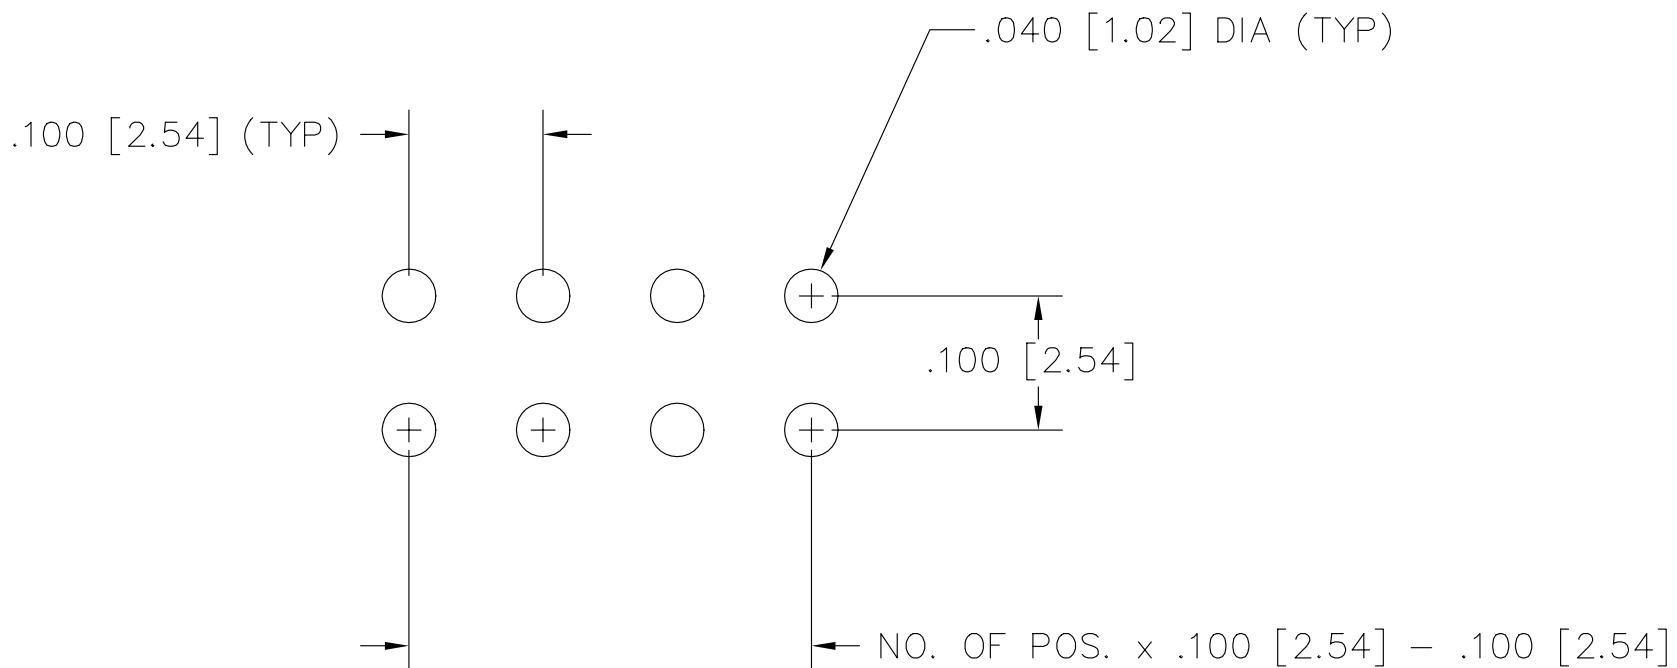 .040 [1.02] DIA (TYP)
.100 [2.54] (TYP)
.100 [2.54]
NO. OF POS. x .100 [2.54] – .100 [2.54]